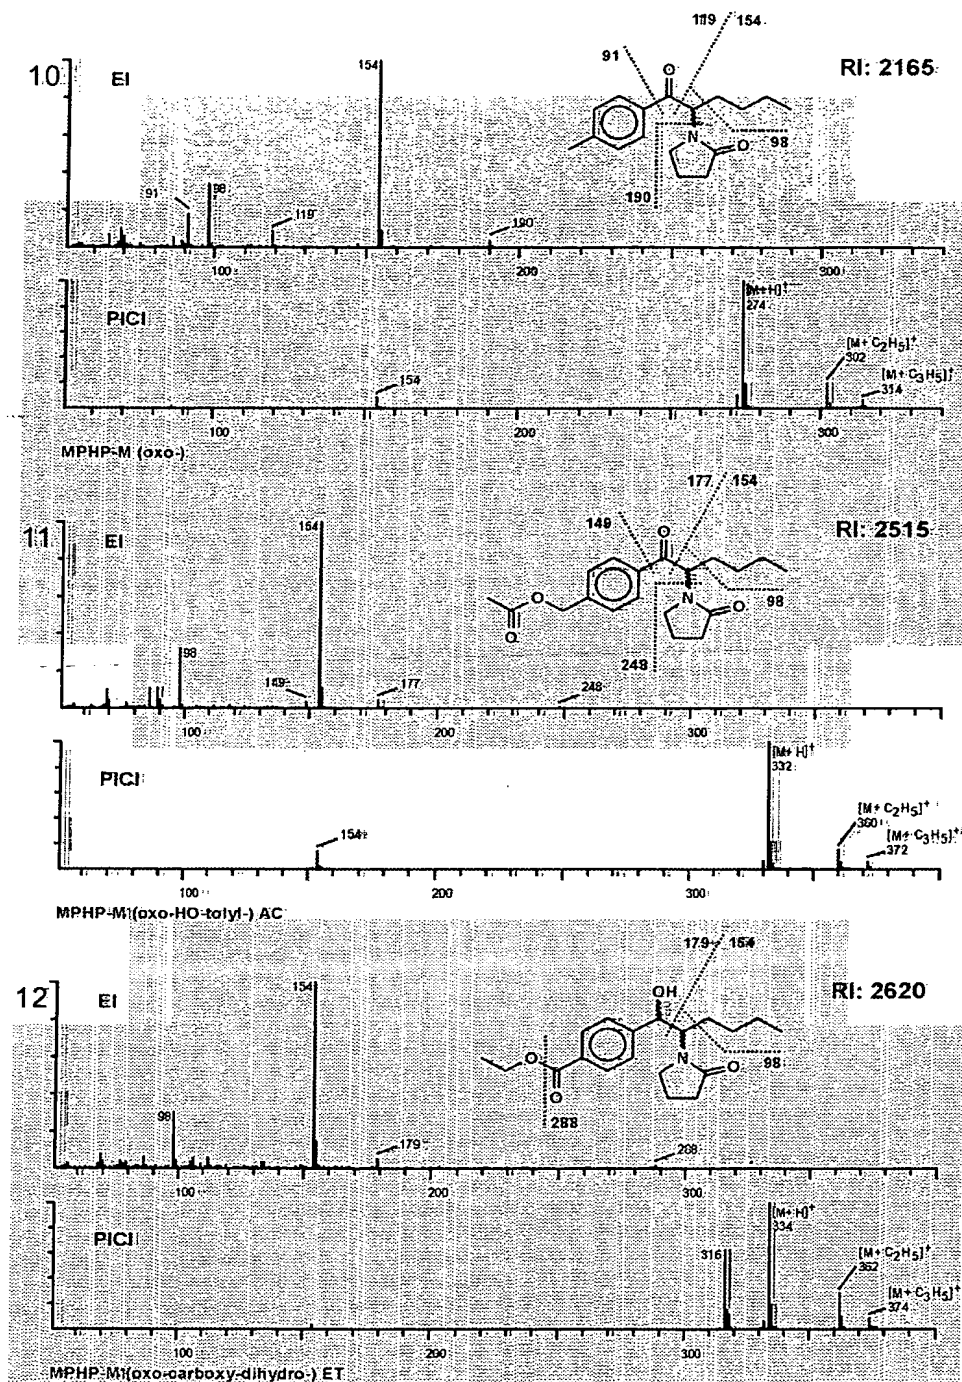 10 EI RI: 2165
119 154
91
O
N
O
98
190
154
91 98 119 190
100 200 300
PICI
[M+H]+
274
[M+C2H5]+
302
[M+C3H5]+
314
154
100 200 300
MPHP-M (oxo-)
11 EI RI: 2515
177 154
149
O
N
O
O
O
98
248
154
98
149 177 248
100 200 300
PICI
[M+H]+
332
[M+C2H5]+
360
[M+C3H5]+
372
154
100 200 300
MPHP-M (oxo-HO-tolyl-) AC
12 EI RI: 2620
179 154
OH
N
O
O
O
98
288
154
98
179
288
100 200 300
PICI
[M+H]+
334
316
[M+C2H5]+
362
[M+C3H5]+
374
100 200 300
MPHP-M (oxo-carboxy-dihydro-) ET